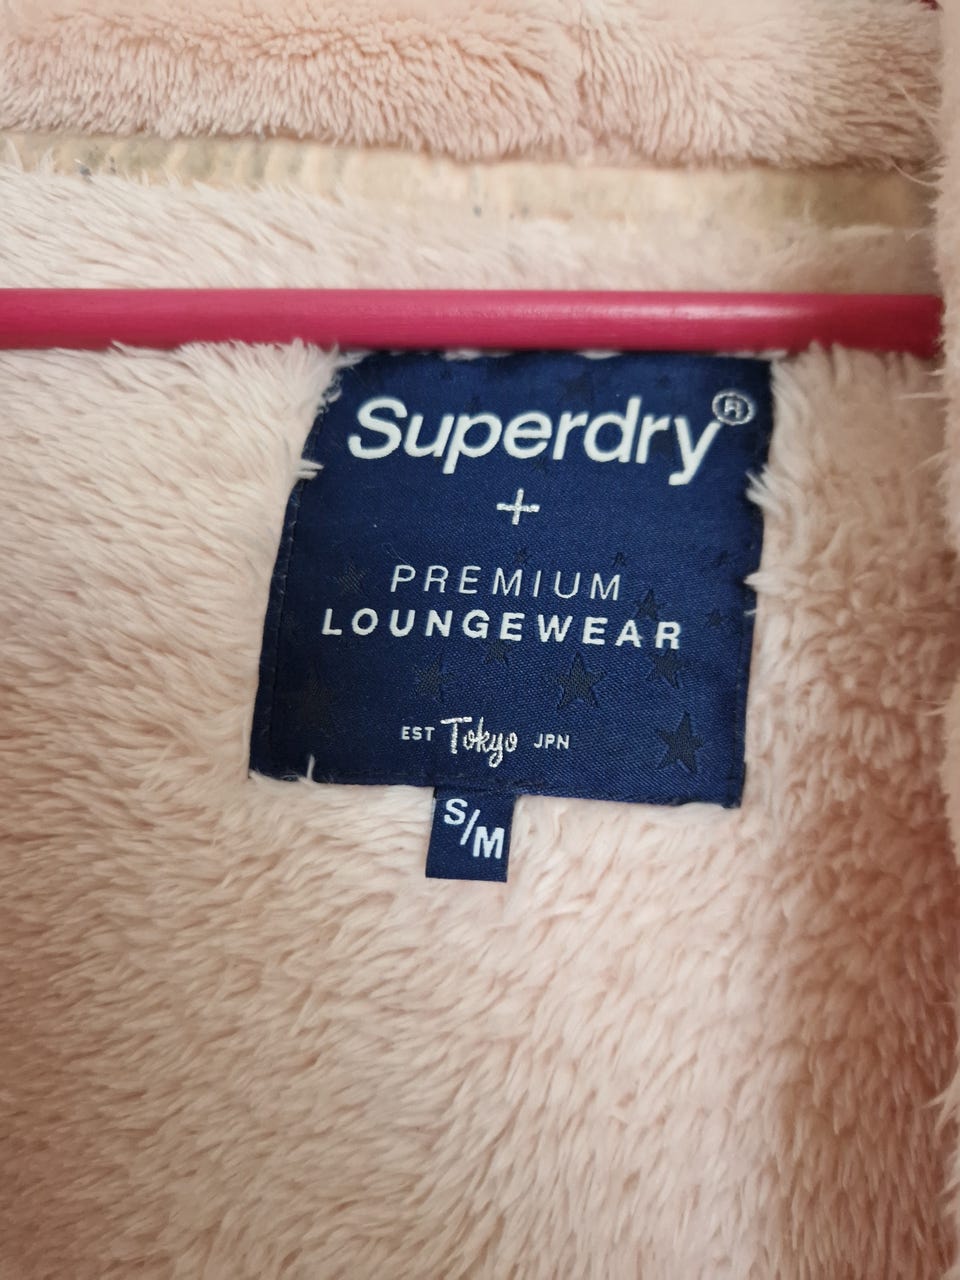 Superdry®
+
PREMIUM
LOUNGEWEAR
EST Tokyo JPN
S/M